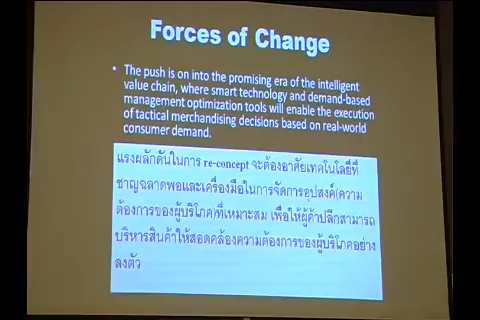 Forces of Change
• The push is on into the promising era of the intelligent
value chain, where smart technology and demand-based
management optimization tools will enable the execution
of tactical merchandising decisions based on real-world
consumer demand.
แรงผลักดันในการ re-concept จะต้องอาศัยเทคโนโลยีที่
ชาญฉลาดพอและเครื่องมือในการจัดการอุปสงค์(ความ
ต้องการของผู้บริโภค)ที่เหมาะสม เพื่อให้ผู้ค้าปลีกสามารถ
บริหารสินค้าให้สอดคล้องความต้องการของผู้บริโภคอย่าง
ลงตัว